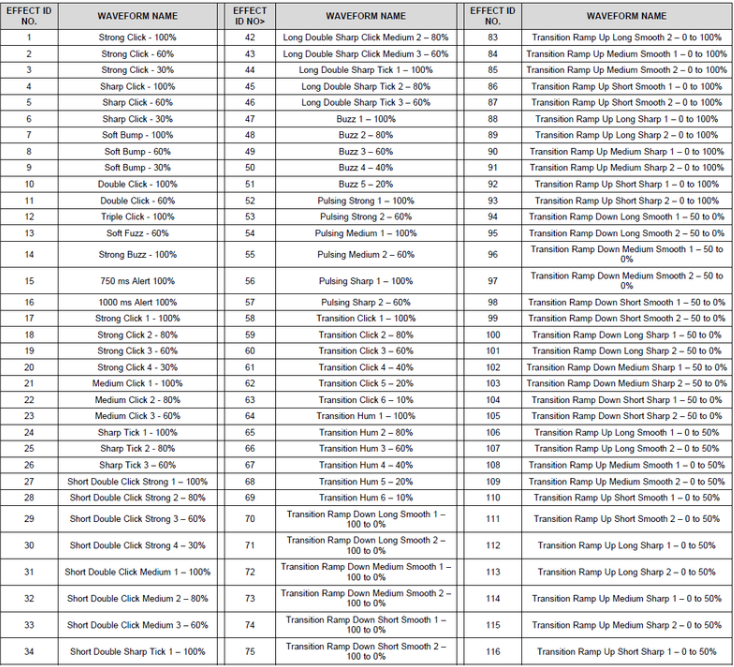 EFFECT ID NO. WAVEFORM NAME EFFECT ID NO> WAVEFORM NAME EFFECT ID NO. WAVEFORM NAME
1 Strong Click - 100% 42 Long Double Sharp Click Medium 2 – 80% 83 Transition Ramp Up Long Smooth 2 – 0 to 100%
2 Strong Click - 60% 43 Long Double Sharp Click Medium 3 – 60% 84 Transition Ramp Up Medium Smooth 1 – 0 to 100%
3 Strong Click - 30% 44 Long Double Sharp Tick 1 – 100% 85 Transition Ramp Up Medium Smooth 2 – 0 to 100%
4 Sharp Click - 100% 45 Long Double Sharp Tick 2 – 80% 86 Transition Ramp Up Short Smooth 1 – 0 to 100%
5 Sharp Click - 60% 46 Long Double Sharp Tick 3 – 60% 87 Transition Ramp Up Short Smooth 2 – 0 to 100%
6 Sharp Click - 30% 47 Buzz 1 – 100% 88 Transition Ramp Up Long Sharp 1 – 0 to 100%
7 Soft Bump - 100% 48 Buzz 2 – 80% 89 Transition Ramp Up Long Sharp 2 – 0 to 100%
8 Soft Bump - 60% 49 Buzz 3 – 60% 90 Transition Ramp Up Medium Sharp 1 – 0 to 100%
9 Soft Bump - 30% 50 Buzz 4 – 40% 91 Transition Ramp Up Medium Sharp 2 – 0 to 100%
10 Double Click - 100% 51 Buzz 5 – 20% 92 Transition Ramp Up Short Sharp 1 – 0 to 100%
11 Double Click - 60% 52 Pulsing Strong 1 – 100% 93 Transition Ramp Up Short Sharp 2 – 0 to 100%
12 Triple Click - 100% 53 Pulsing Strong 2 – 60% 94 Transition Ramp Down Long Smooth 1 – 50 to 0%
13 Soft Fuzz - 60% 54 Pulsing Medium 1 – 100% 95 Transition Ramp Down Long Smooth 2 – 50 to 0%
14 Strong Buzz - 100% 55 Pulsing Medium 2 – 60% 96 Transition Ramp Down Medium Smooth 1 – 50 to 0%
15 750 ms Alert 100% 56 Pulsing Sharp 1 – 100% 97 Transition Ramp Down Medium Smooth 2 – 50 to 0%
16 1000 ms Alert 100% 57 Pulsing Sharp 2 – 60% 98 Transition Ramp Down Short Smooth 1 – 50 to 0%
17 Strong Click 1 - 100% 58 Transition Click 1 – 100% 99 Transition Ramp Down Short Smooth 2 – 50 to 0%
18 Strong Click 2 - 80% 59 Transition Click 2 – 80% 100 Transition Ramp Down Long Sharp 1 – 50 to 0%
19 Strong Click 3 - 60% 60 Transition Click 3 – 60% 101 Transition Ramp Down Long Sharp 2 – 50 to 0%
20 Strong Click 4 - 30% 61 Transition Click 4 – 40% 102 Transition Ramp Down Medium Sharp 1 – 50 to 0%
21 Medium Click 1 - 100% 62 Transition Click 5 – 20% 103 Transition Ramp Down Medium Sharp 2 – 50 to 0%
22 Medium Click 2 - 80% 63 Transition Click 6 – 10% 104 Transition Ramp Down Short Sharp 1 – 50 to 0%
23 Medium Click 3 - 60% 64 Transition Hum 1 – 100% 105 Transition Ramp Down Short Sharp 2 – 50 to 0%
24 Sharp Tick 1 - 100% 65 Transition Hum 2 – 80% 106 Transition Ramp Up Long Smooth 1 – 0 to 50%
25 Sharp Tick 2 - 80% 66 Transition Hum 3 – 60% 107 Transition Ramp Up Long Smooth 2 – 0 to 50%
26 Sharp Tick 3 – 60% 67 Transition Hum 4 – 40% 108 Transition Ramp Up Medium Smooth 1 – 0 to 50%
27 Short Double Click Strong 1 – 100% 68 Transition Hum 5 – 20% 109 Transition Ramp Up Medium Smooth 2 – 0 to 50%
28 Short Double Click Strong 2 – 80% 69 Transition Hum 6 – 10% 110 Transition Ramp Up Short Smooth 1 – 0 to 50%
29 Short Double Click Strong 3 – 60% 70 Transition Ramp Down Long Smooth 1 – 100 to 0% 111 Transition Ramp Up Short Smooth 2 – 0 to 50%
30 Short Double Click Strong 4 – 30% 71 Transition Ramp Down Long Smooth 2 – 100 to 0% 112 Transition Ramp Up Long Sharp 1 – 0 to 50%
31 Short Double Click Medium 1 – 100% 72 Transition Ramp Down Medium Smooth 1 – 100 to 0% 113 Transition Ramp Up Long Sharp 2 – 0 to 50%
32 Short Double Click Medium 2 – 80% 73 Transition Ramp Down Medium Smooth 2 – 100 to 0% 114 Transition Ramp Up Medium Sharp 1 – 0 to 50%
33 Short Double Click Medium 3 – 60% 74 Transition Ramp Down Short Smooth 1 – 100 to 0% 115 Transition Ramp Up Medium Sharp 2 – 0 to 50%
34 Short Double Sharp Tick 1 – 100% 75 Transition Ramp Down Short Smooth 2 – 100 to 0% 116 Transition Ramp Up Short Sharp 1 – 0 to 50%